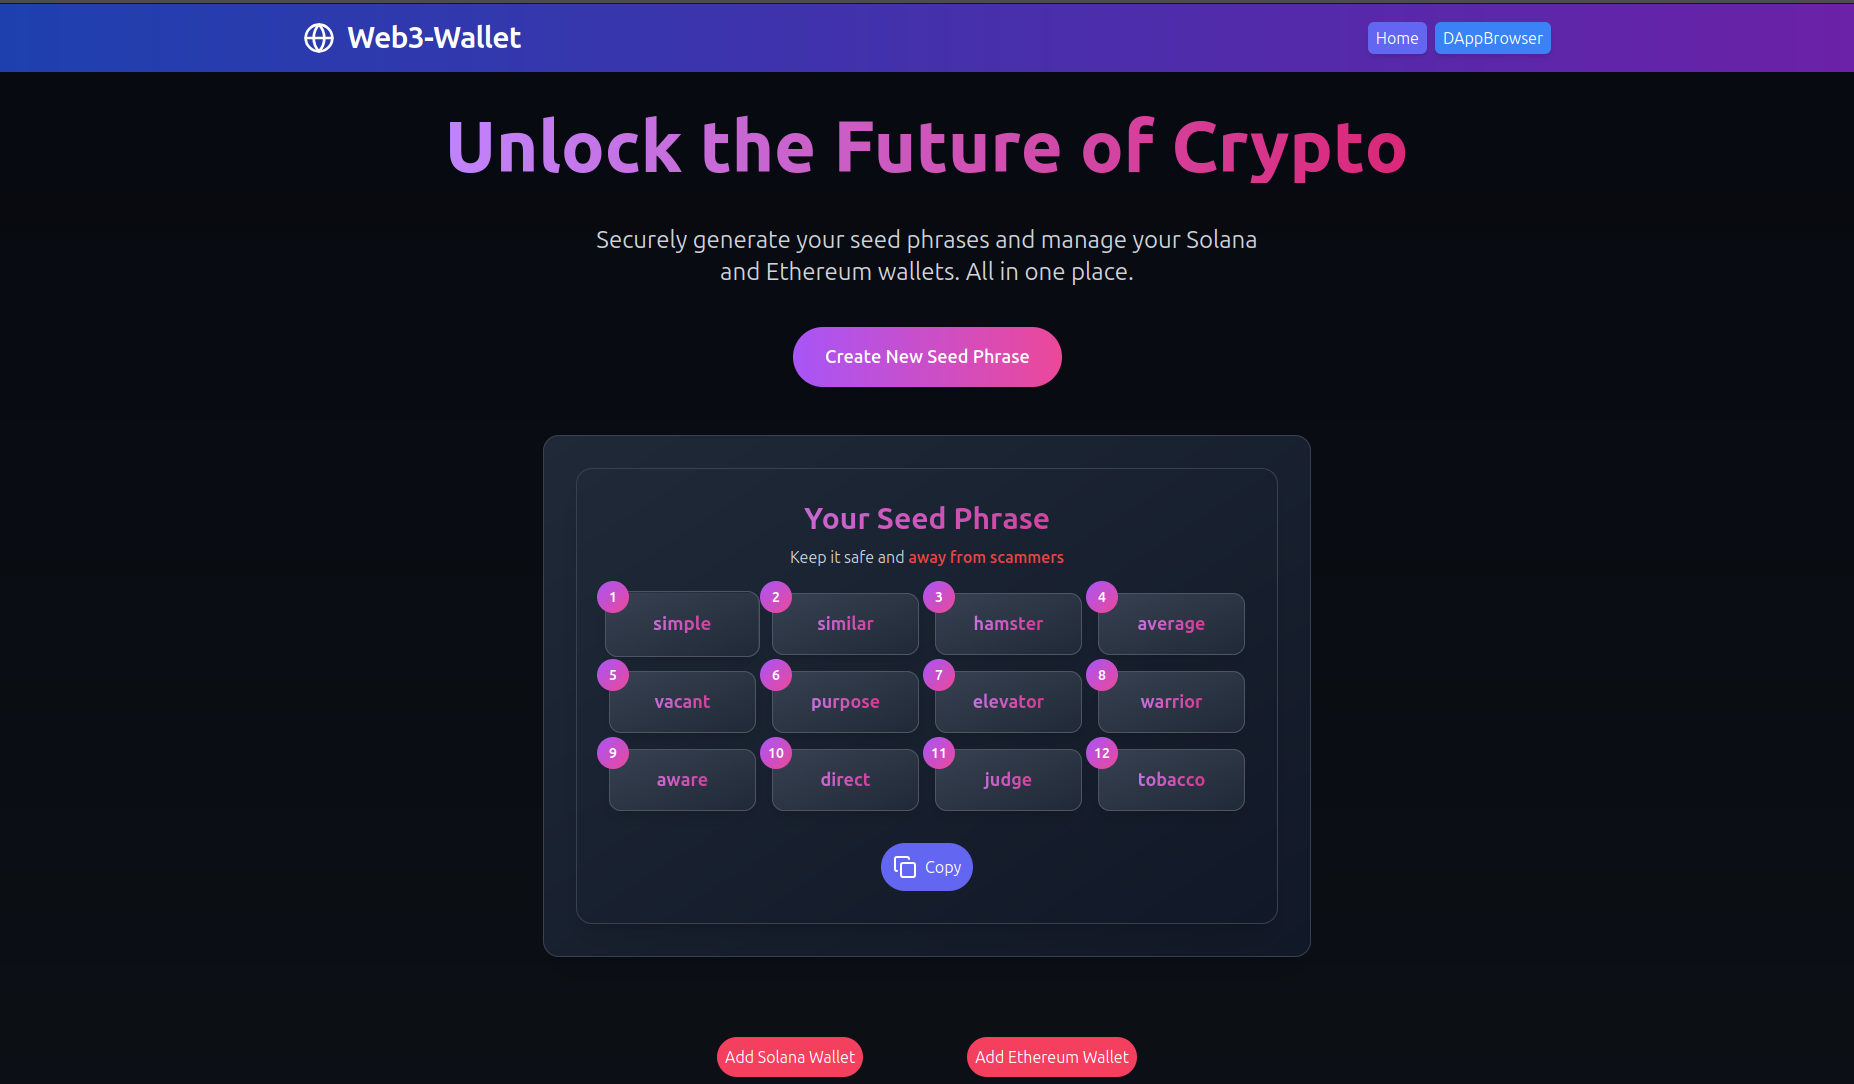 Web3-Wallet
Home
DAppBrowser
Unlock the Future of Crypto
Securely generate your seed phrases and manage your Solana
and Ethereum wallets. All in one place.
Create New Seed Phrase
Your Seed Phrase
Keep it safe and away from scammers
1 simple
2 similar
3 hamster
4 average
5 vacant
6 purpose
7 elevator
8 warrior
9 aware
10 direct
11 judge
12 tobacco
Copy
Add Solana Wallet
Add Ethereum Wallet